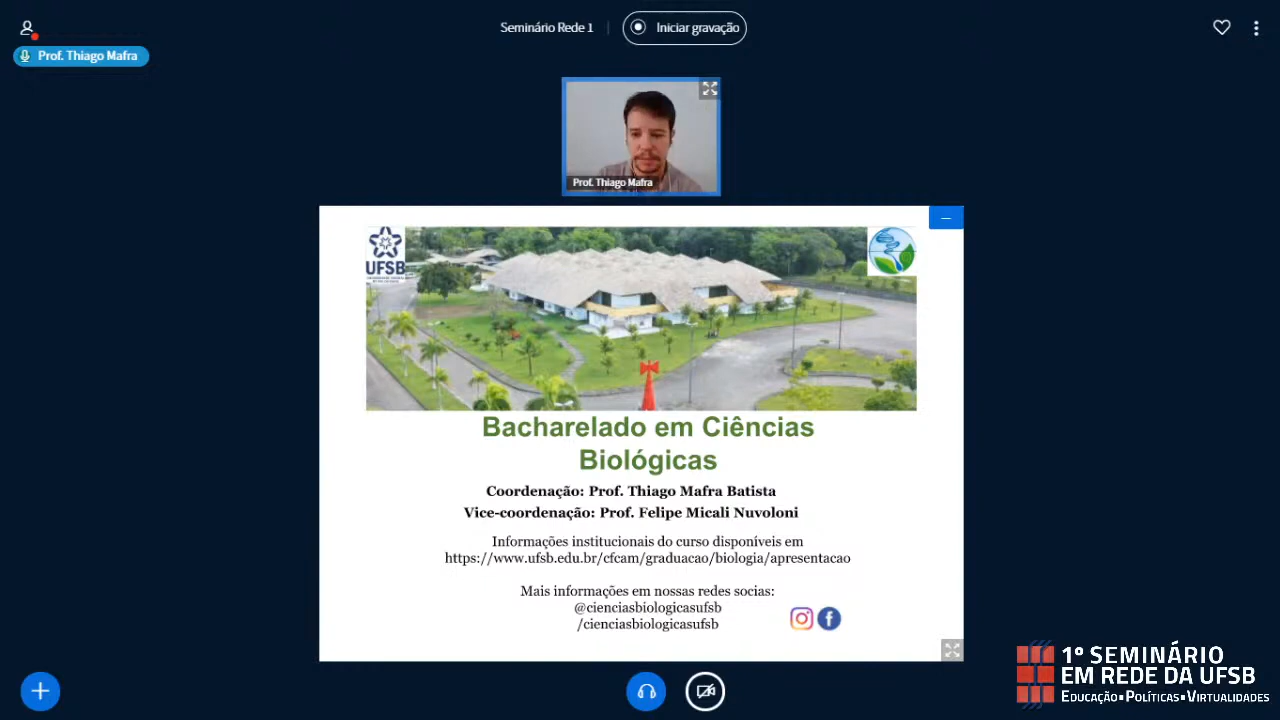 Seminário Rede 1
Iniciar gravação
Prof. Thiago Mafra
Prof. Thiago Mafra
UFSB
Bacharelado em Ciências
Biológicas
Coordenação: Prof. Thiago Mafra Batista
Vice-coordenação: Prof. Felipe Micali Nuvoloni
Informações institucionais do curso disponíveis em
https://www.ufsb.edu.br/cfcam/graduacao/biologia/apresentacao
Mais informações em nossas redes socias:
@cienciasbiologicasufsb
/cienciasbiologicasufsb
1º SEMINÁRIO
EM REDE DA UFSB
EDUCAÇÃO▪POLÍTICAS▪VIRTUALIDADES